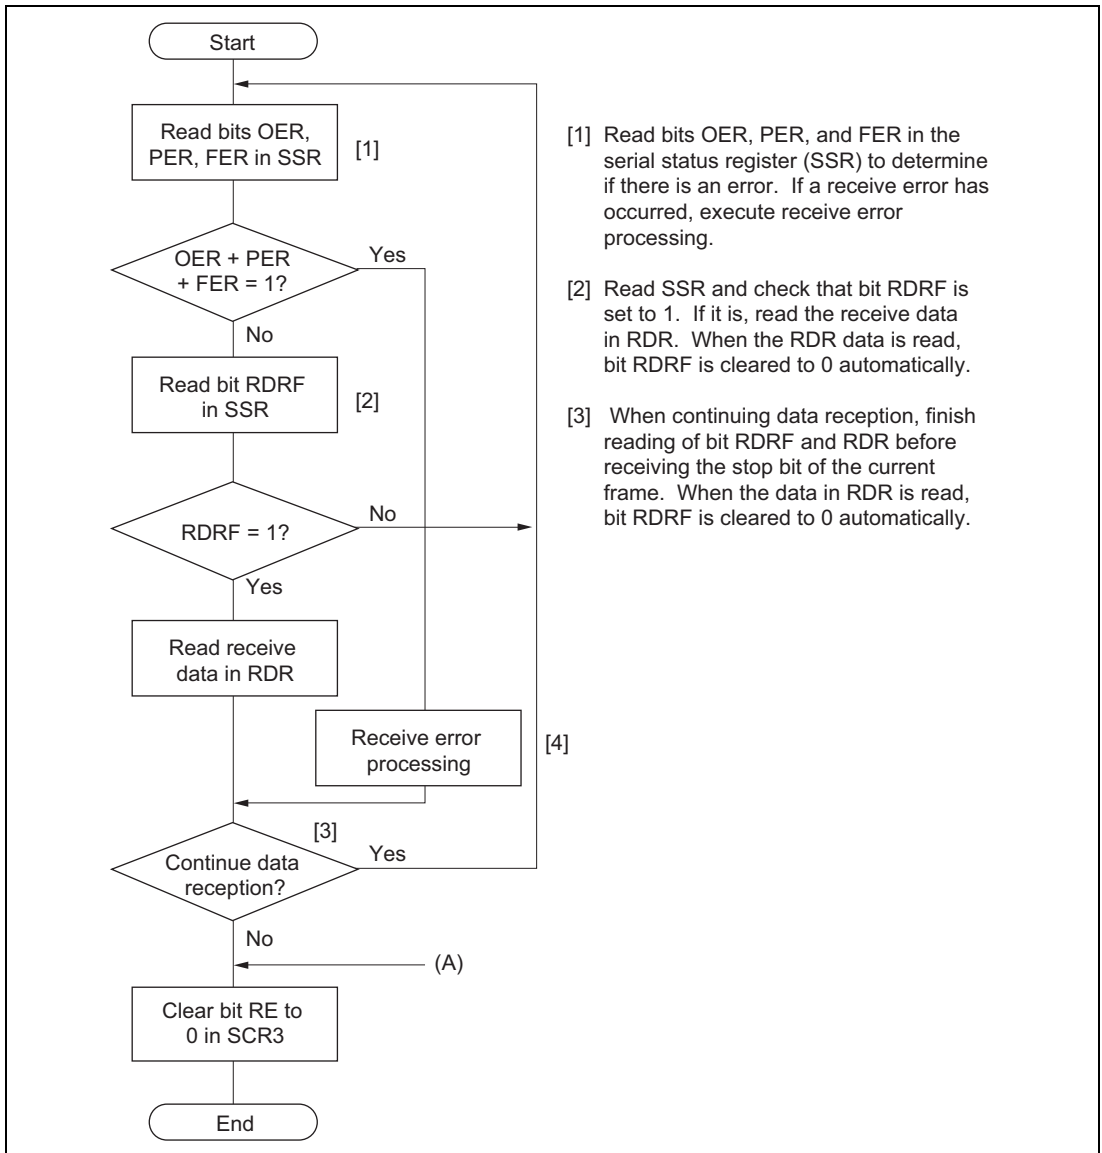 Start
Read bits OER,
PER, FER in SSR
[1]
OER + PER
+ FER = 1?
Yes
No
Read bit RDRF
in SSR
[2]
RDRF = 1?
No
Yes
Read receive
data in RDR
Receive error
processing
[4]
[3]
Continue data
reception?
Yes
No
(A)
Clear bit RE to
0 in SCR3
End
[1] Read bits OER, PER, and FER in the
serial status register (SSR) to determine
if there is an error. If a receive error has
occurred, execute receive error
processing.
[2] Read SSR and check that bit RDRF is
set to 1. If it is, read the receive data
in RDR. When the RDR data is read,
bit RDRF is cleared to 0 automatically.
[3] When continuing data reception, finish
reading of bit RDRF and RDR before
receiving the stop bit of the current
frame. When the data in RDR is read,
bit RDRF is cleared to 0 automatically.